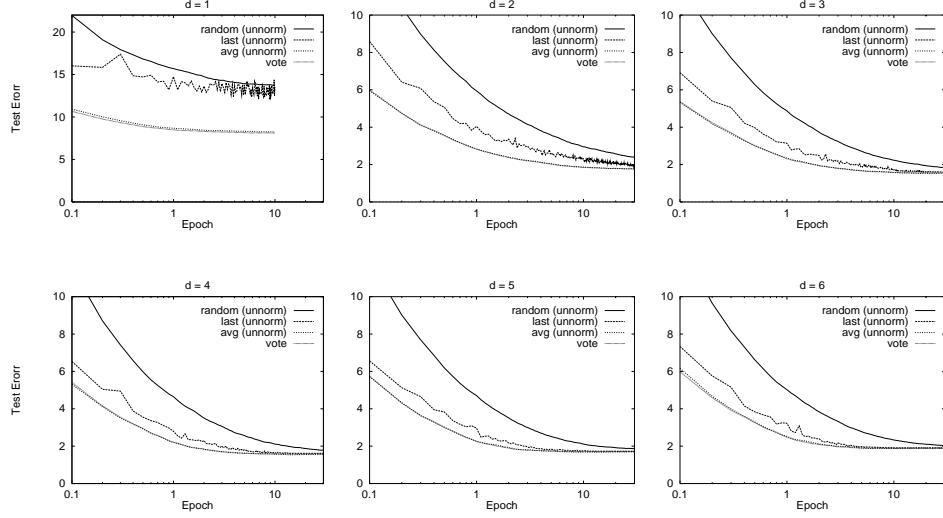 d = 1
random (unnorm)
last (unnorm)
avg (unnorm)
vote
20
15
10
5
0
Test Erorr
0.1 1 10
Epoch
d = 2
random (unnorm)
last (unnorm)
avg (unnorm)
vote
10
8
6
4
2
0
0.1 1 10
Epoch
d = 3
random (unnorm)
last (unnorm)
avg (unnorm)
vote
10
8
6
4
2
0
0.1 1 10
Epoch
d = 4
random (unnorm)
last (unnorm)
avg (unnorm)
vote
10
8
6
4
2
0
Test Erorr
0.1 1 10
Epoch
d = 5
random (unnorm)
last (unnorm)
avg (unnorm)
vote
10
8
6
4
2
0
0.1 1 10
Epoch
d = 6
random (unnorm)
last (unnorm)
avg (unnorm)
vote
10
8
6
4
2
0
0.1 1 10
Epoch